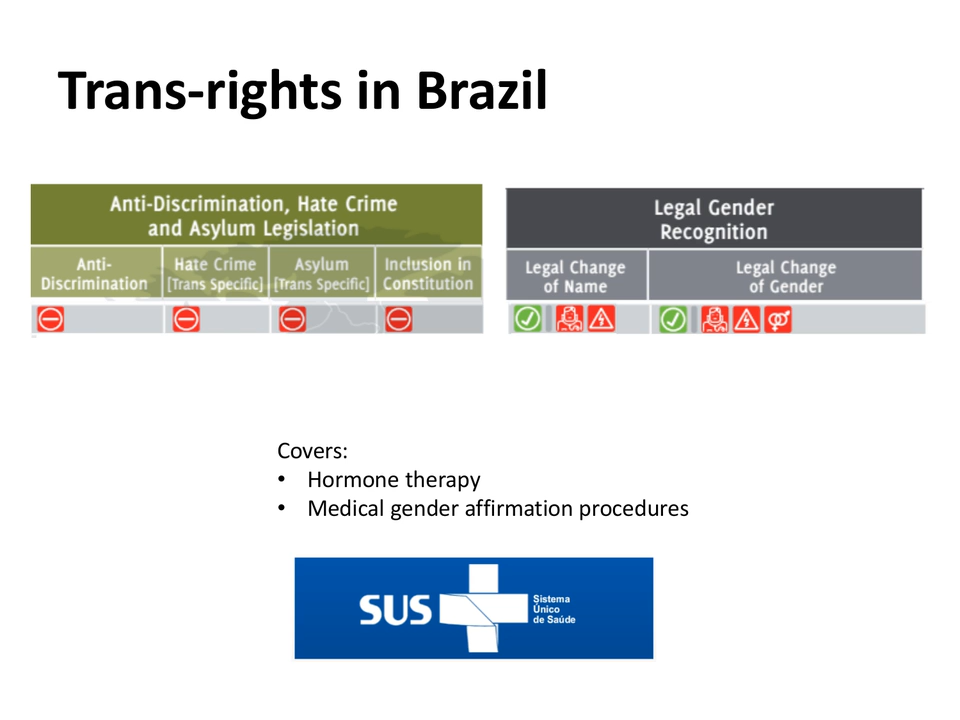 Trans-rights in Brazil
Anti-Discrimination, Hate Crime
and Asylum Legislation
Anti-
Discrimination
Hate Crime
[Trans Specific]
Asylum
[Trans Specific]
Inclusion in
Constitution
Legal Gender
Recognition
Legal Change
of Name
Legal Change
of Gender
Covers:
• Hormone therapy
• Medical gender affirmation procedures
SUS
Sistema
Único
de Saúde